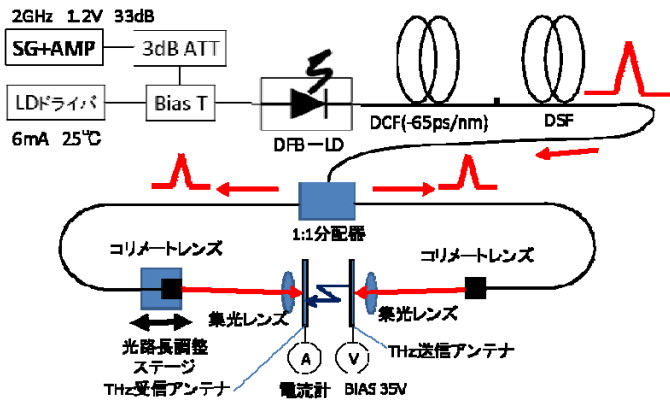 2GHz 1.2V 33dB
SG+AMP
3dB ATT
LDドライバ
Bias T
6mA 25℃
DFB-LD
DCF(-65ps/nm)
DSF
1:1分配器
コリメートレンズ
コリメートレンズ
集光レンズ
集光レンズ
光路長調整
ステージ
THz送信アンテナ
THz受信アンテナ
A
V
電流計
BIAS 35V